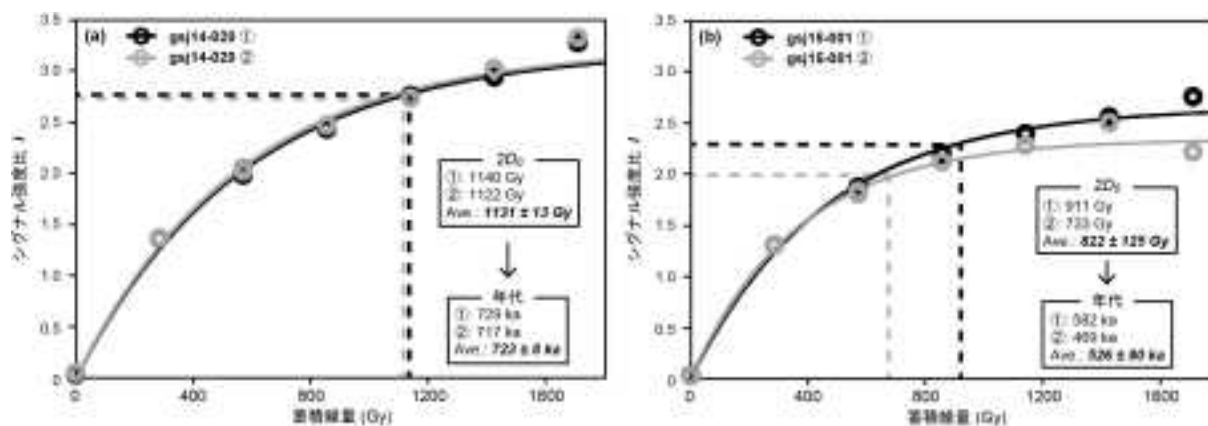 (a)
gsj14-020 ①
gsj14-020 ②
シグナル強度比 I
3.5
3.0
2.5
2.0
1.5
1.0
0.5
0
2D₀
①: 1140 Gy
②: 1122 Gy
Ave.: 1131 ± 13 Gy
年代
①: 729 ka
②: 717 ka
Ave.: 723 ± 8 ka
0 400 800 1200 1600
蓄積線量 (Gy)
(b)
gsj15-001 ①
gsj15-001 ②
シグナル強度比 I
3.5
3.0
2.5
2.0
1.5
1.0
0.5
0
2D₀
①: 911 Gy
②: 733 Gy
Ave.: 822 ± 125 Gy
年代
①: 582 ka
②: 469 ka
Ave.: 526 ± 80 ka
0 400 800 1200 1600
蓄積線量 (Gy)